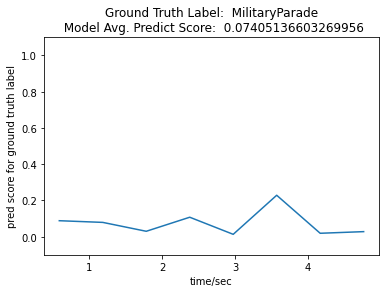 Ground Truth Label:  MilitaryParade
Model Avg. Predict Score:  0.07405136603269956
pred score for ground truth label
1.0
0.8
0.6
0.4
0.2
0.0
1 2 3 4
time/sec